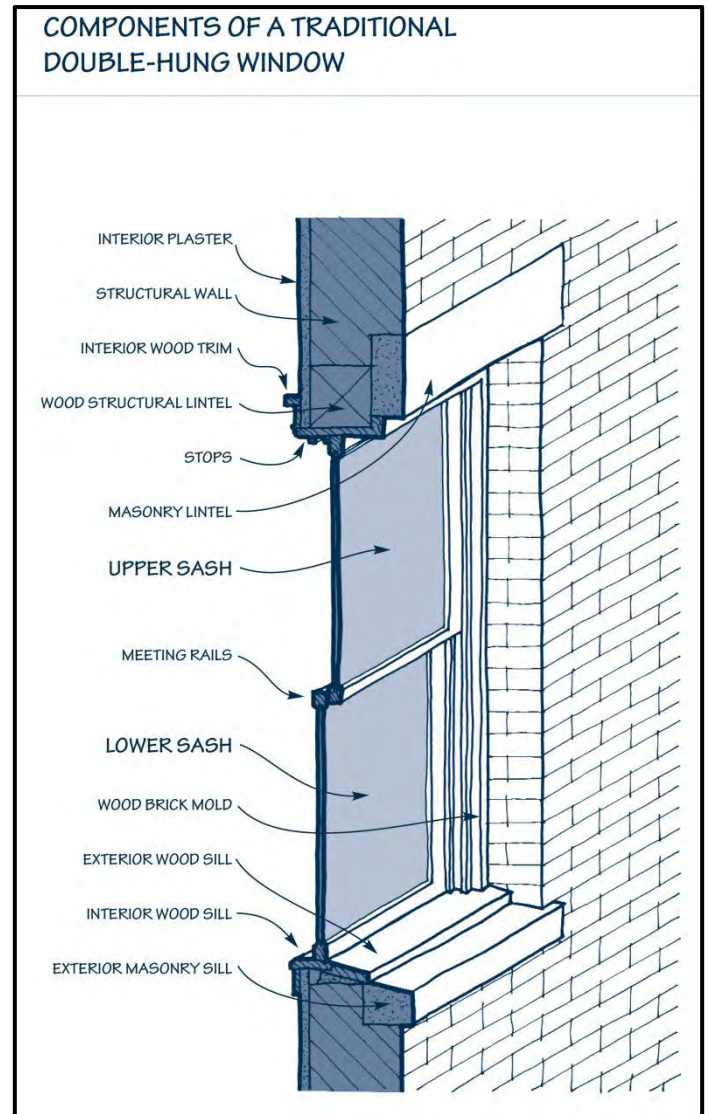 COMPONENTS OF A TRADITIONAL
DOUBLE-HUNG WINDOW
INTERIOR PLASTER
STRUCTURAL WALL
INTERIOR WOOD TRIM
WOOD STRUCTURAL LINTEL
STOPS
MASONRY LINTEL
UPPER SASH
MEETING RAILS
LOWER SASH
WOOD BRICK MOLD
EXTERIOR WOOD SILL
INTERIOR WOOD SILL
EXTERIOR MASONRY SILL